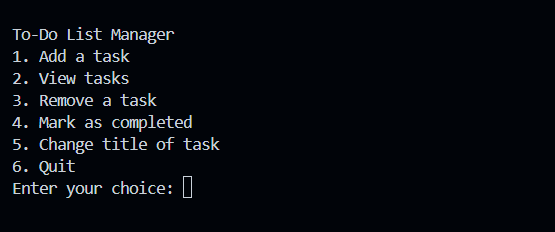 To-Do List Manager
1. Add a task
2. View tasks
3. Remove a task
4. Mark as completed
5. Change title of task
6. Quit
Enter your choice: